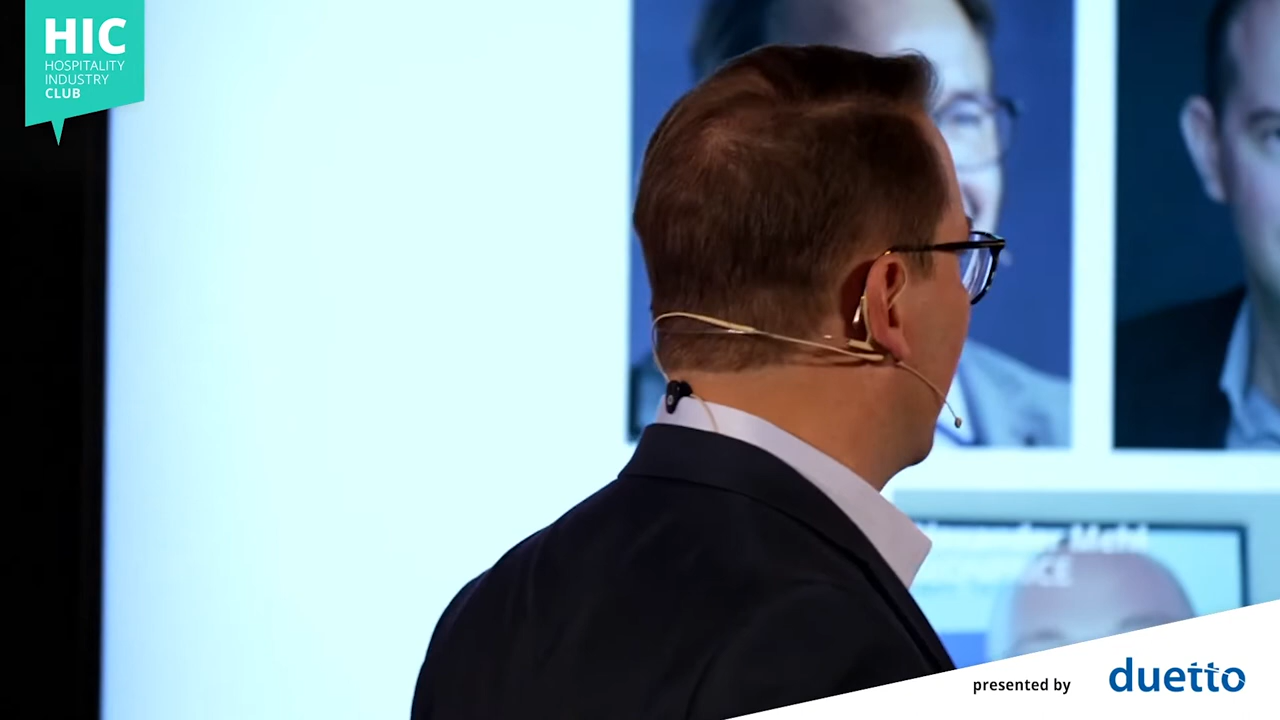 HIC
HOSPITALITY
INDUSTRY
CLUB
presented by
duetto